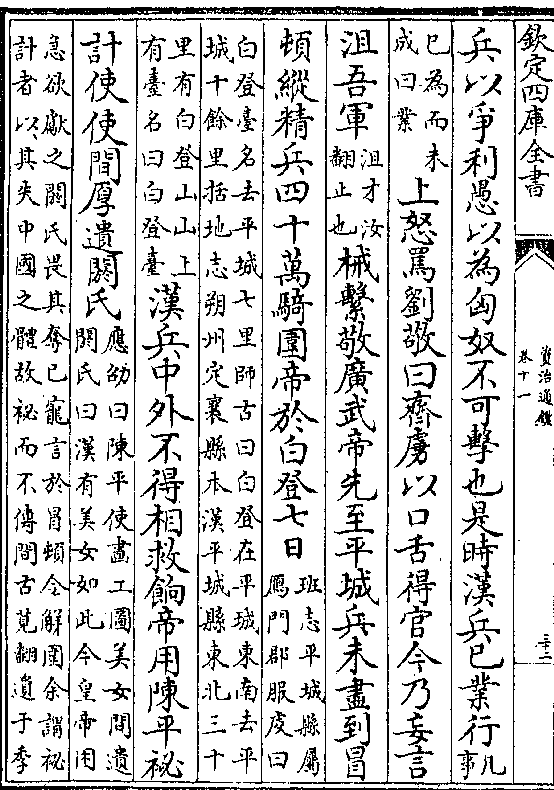 欽定四庫全書
資治通鑑
卷十一
三十二
兵以爭利愚以為匈奴不可擊也是時漢兵已業行凡事
已為而未
成曰業上怒罵劉敬曰齊虜以口舌得官今乃妄言
沮吾軍沮才汝
翻止也械繫敬廣武帝先至平城兵未盡到冒
頓縱精兵四十萬騎圍帝於白登七日班志平城縣屬
鴈門郡服虔曰
白登臺名去平城七里師古曰白登在平城東南去平
城十餘里括地志朔州定襄縣本漢平城縣東北三十
里有白登山山上
有臺名曰白登臺漢兵中外不得相救餉帝用陳平祕
計使使間厚遺閼氏應劭曰陳平使畫工圖美女間遺
閼氏曰漢有美女如此今皇帝困
急欲獻之閼氏畏其奪己寵言於冒頓令解圍余謂祕
計者以其失中國之體故祕而不傳間古莧翻遺于季